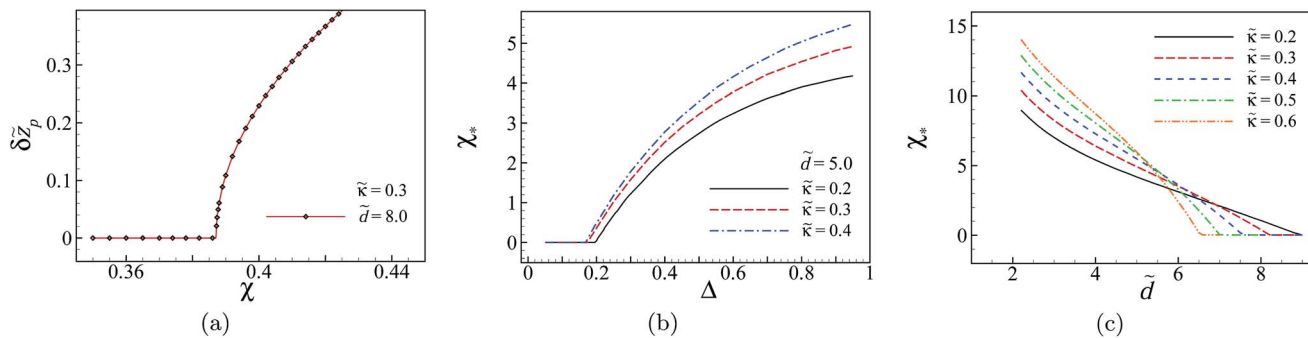 δz̃ₚ
0.3
0.2
0.1
0
κ̃ = 0.3
d̃ = 8.0
0.36
0.4
0.44
χ
(a)
χ*
5
4
3
2
1
0
d̃ = 5.0
κ̃ = 0.2
κ̃ = 0.3
κ̃ = 0.4
0
0.2
0.4
0.6
0.8
1
Δ
(b)
χ*
15
10
5
0
κ̃ = 0.2
κ̃ = 0.3
κ̃ = 0.4
κ̃ = 0.5
κ̃ = 0.6
2
4
6
8
d̃
(c)